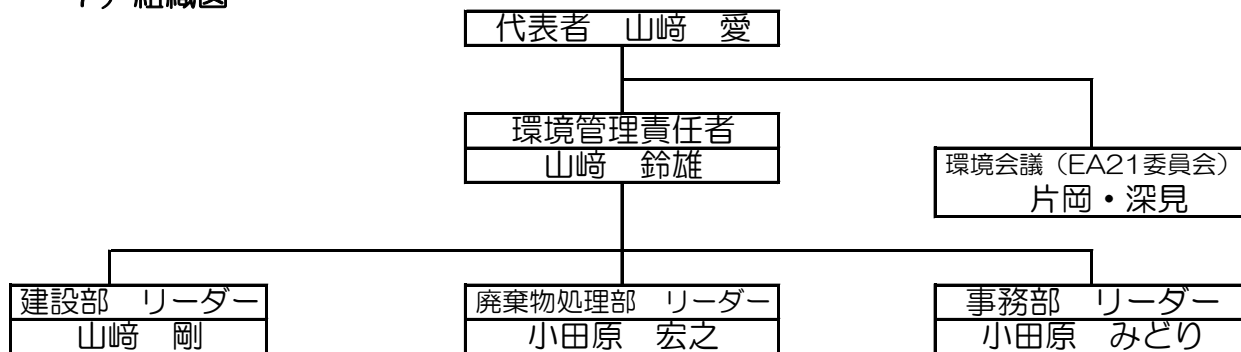 組織図
代表者　山﨑　愛
環境管理責任者
山﨑　鈴雄
環境会議（EA21委員会）
片岡・深見
建設部　リーダー
山﨑　剛
廃棄物処理部　リーダー
小田原　宏之
事務部　リーダー
小田原　みどり